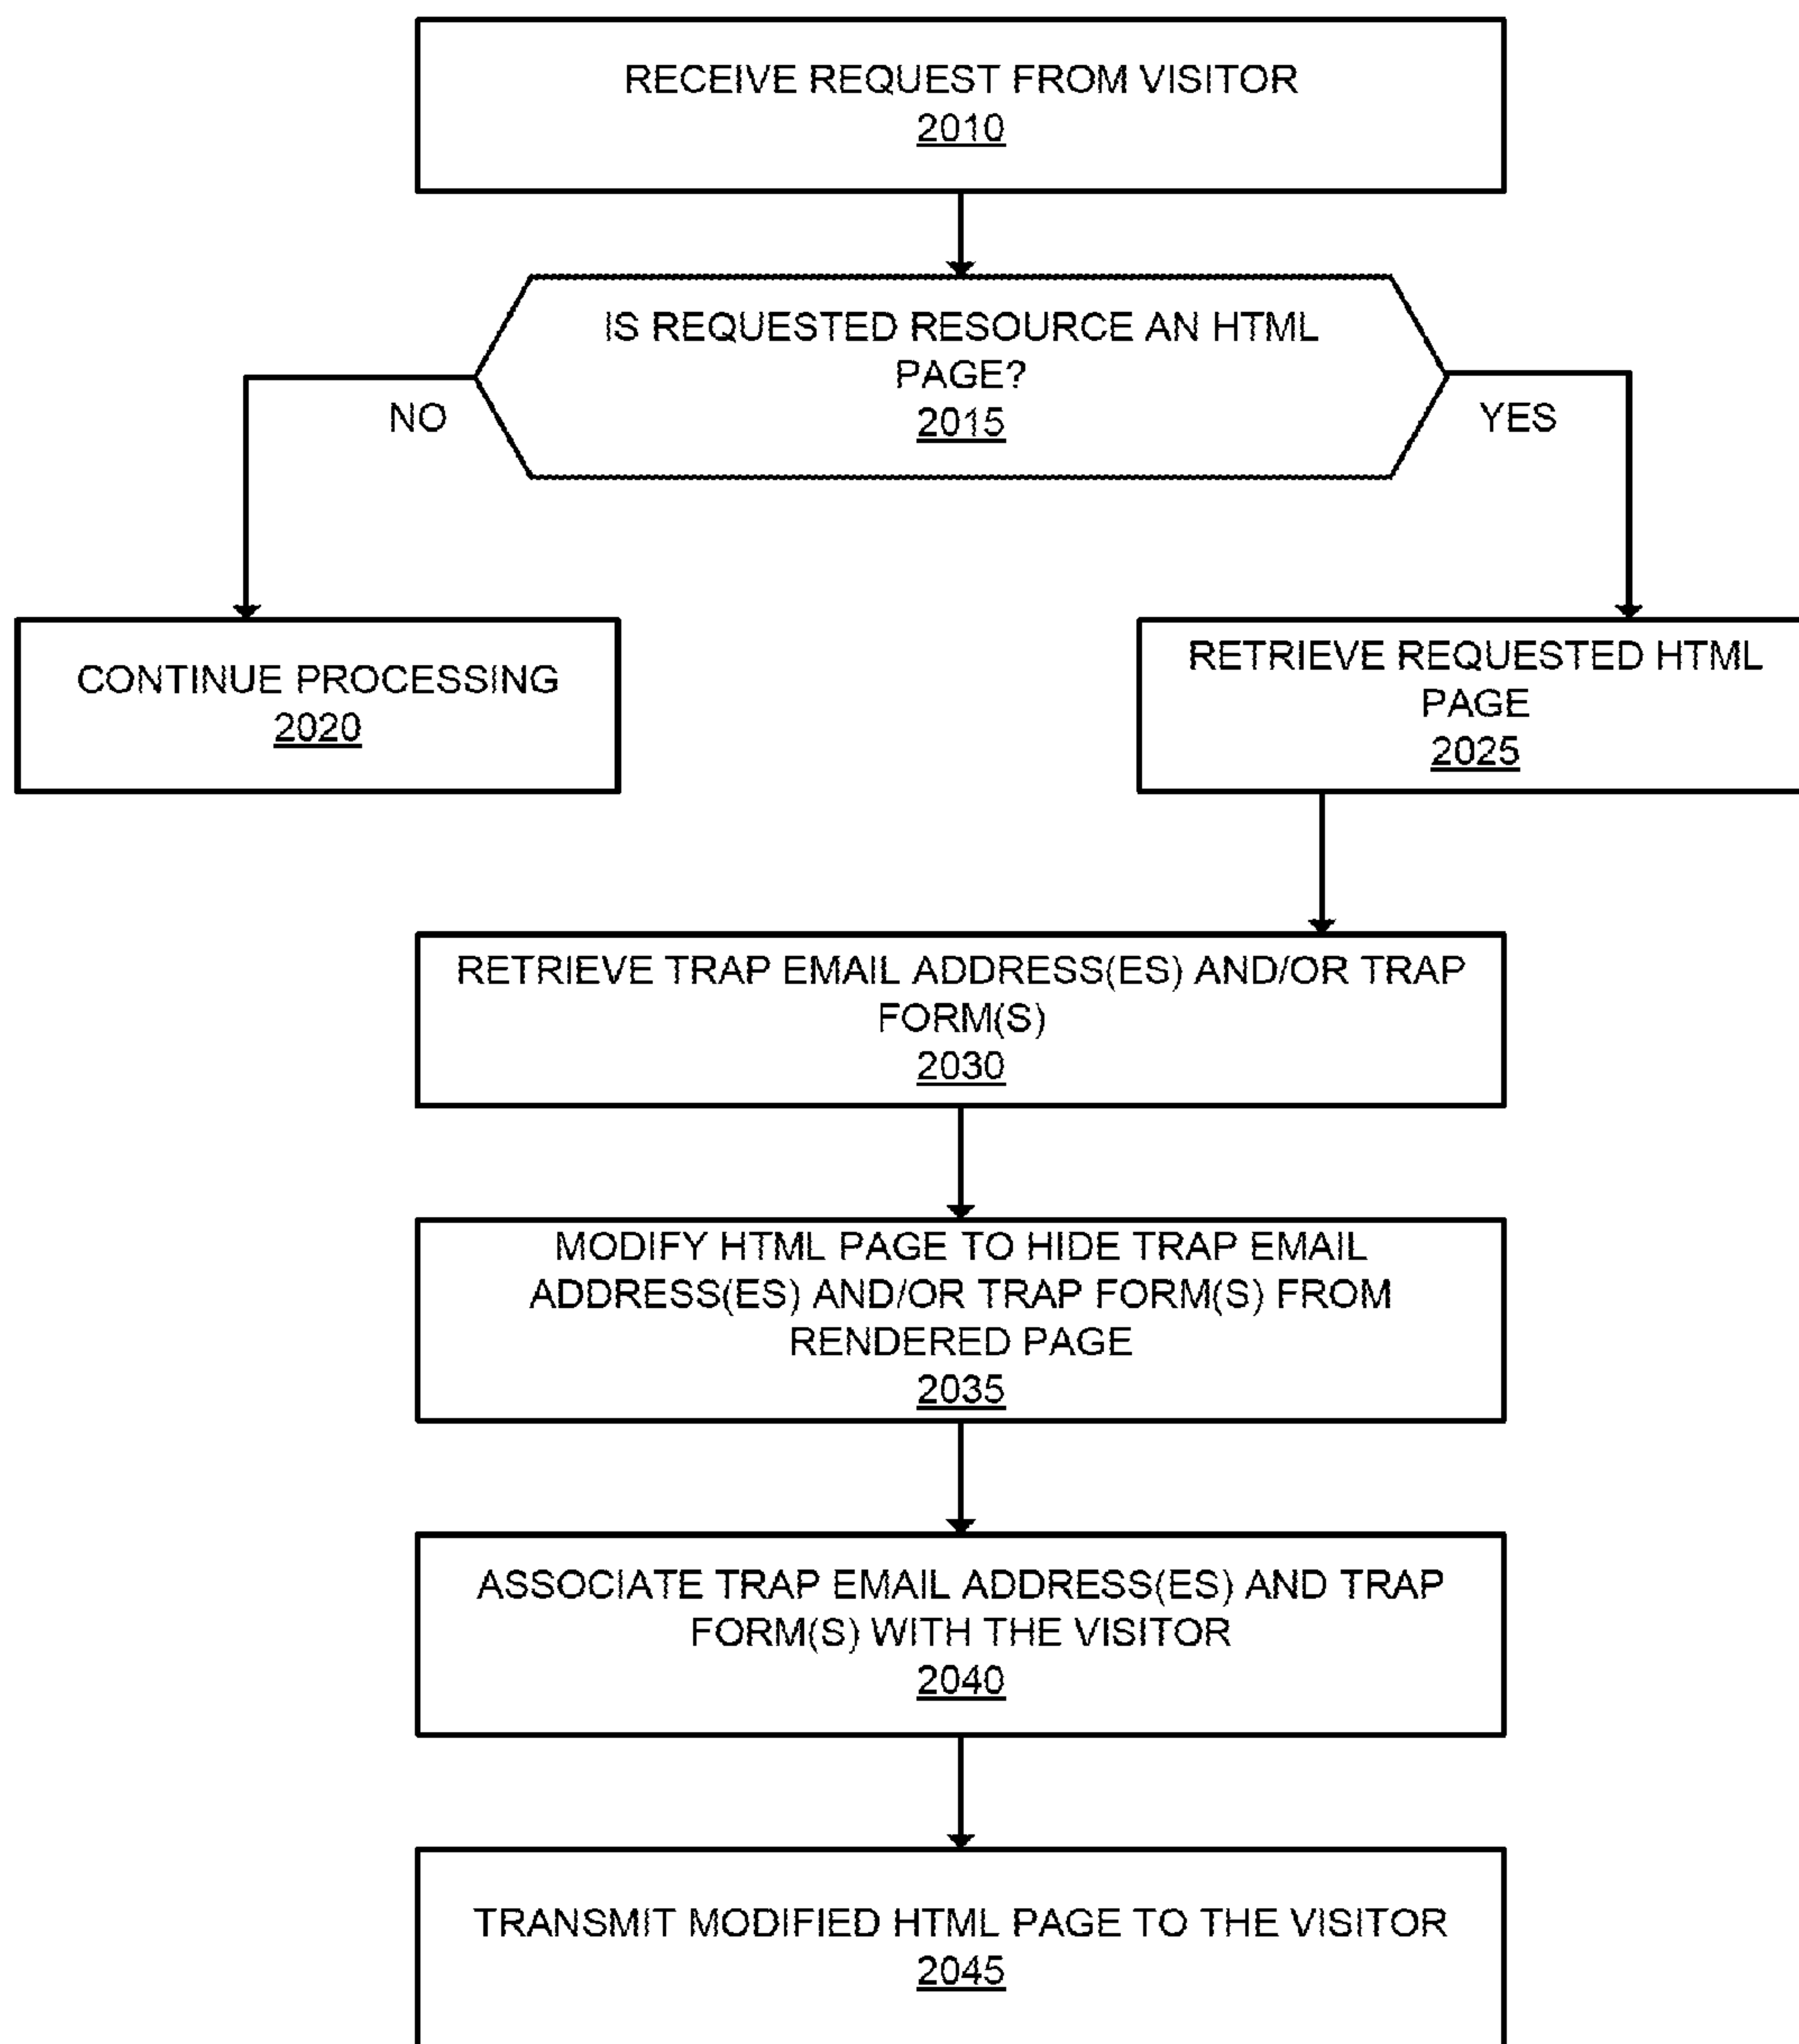 RECEIVE REQUEST FROM VISITOR
2010
IS REQUESTED RESOURCE AN HTML
PAGE?
2015
NO
YES
CONTINUE PROCESSING
2020
RETRIEVE REQUESTED HTML
PAGE
2025
RETRIEVE TRAP EMAIL ADDRESS(ES) AND/OR TRAP
FORM(S)
2030
MODIFY HTML PAGE TO HIDE TRAP EMAIL
ADDRESS(ES) AND/OR TRAP FORM(S) FROM
RENDERED PAGE
2035
ASSOCIATE TRAP EMAIL ADDRESS(ES) AND TRAP
FORM(S) WITH THE VISITOR
2040
TRANSMIT MODIFIED HTML PAGE TO THE VISITOR
2045